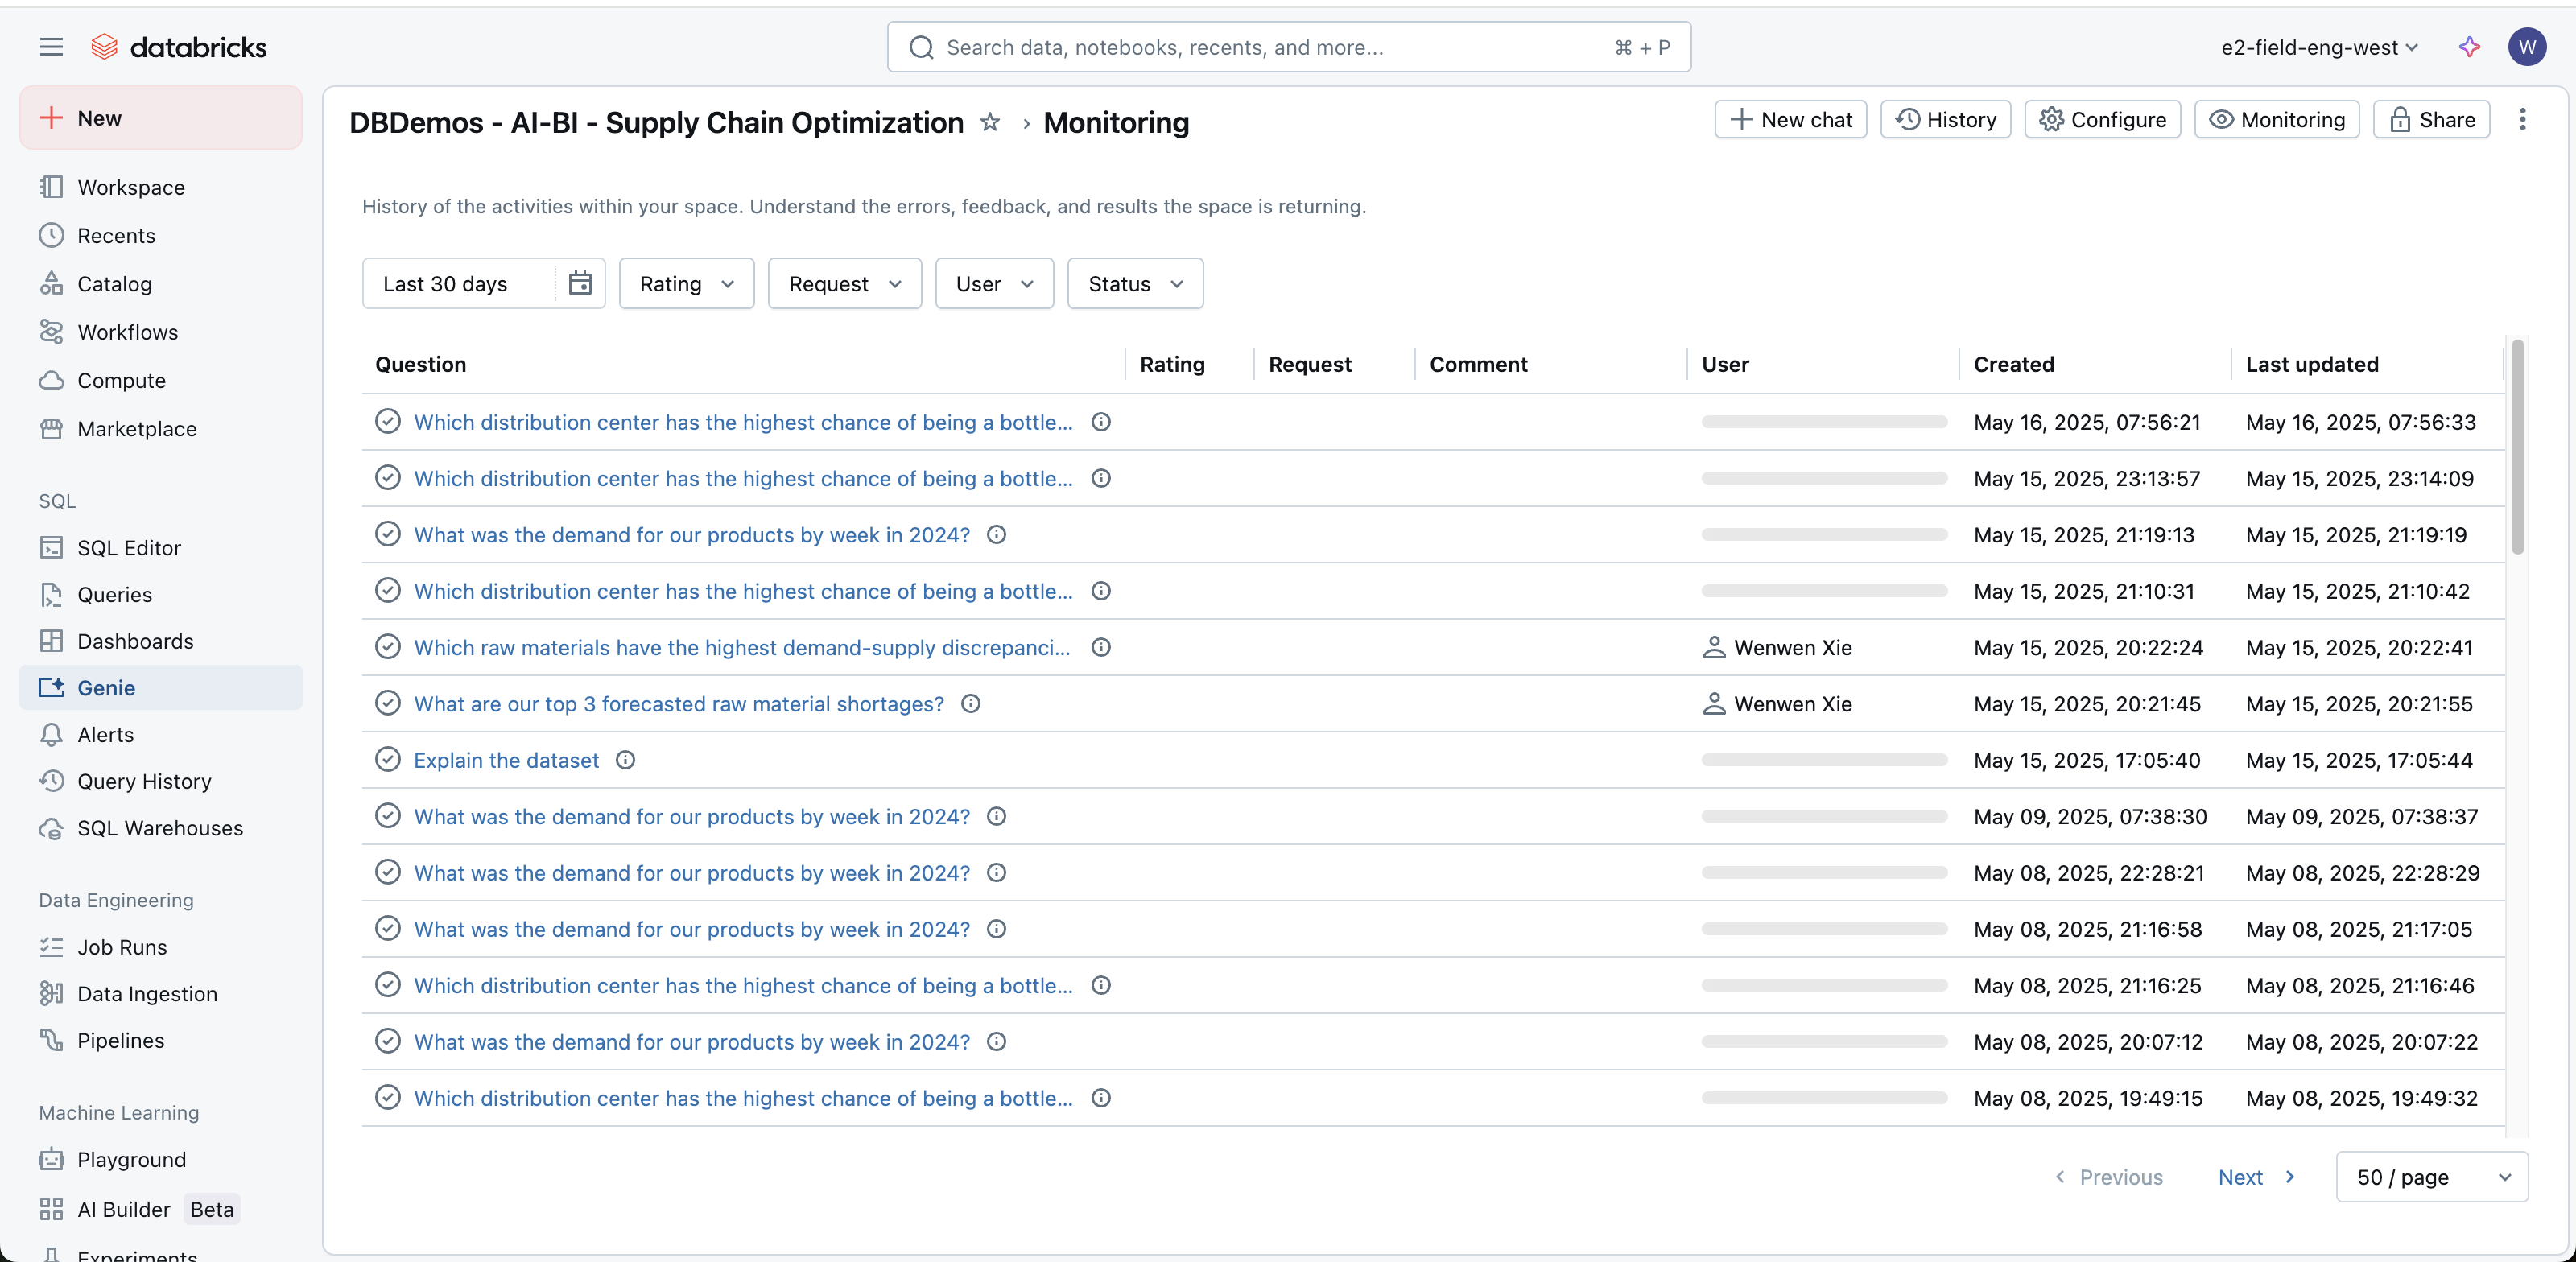 databricks
Search data, notebooks, recents, and more...
⌘ + P
e2-field-eng-west
W
New
Workspace
Recents
Catalog
Workflows
Compute
Marketplace
SQL
SQL Editor
Queries
Dashboards
Genie
Alerts
Query History
SQL Warehouses
Data Engineering
Job Runs
Data Ingestion
Pipelines
Machine Learning
Playground
AI Builder Beta
Experiments
DBDemos - AI-BI - Supply Chain Optimization › Monitoring
New chat
History
Configure
Monitoring
Share
History of the activities within your space. Understand the errors, feedback, and results the space is returning.
Last 30 days
Rating
Request
User
Status
Question Rating Request Comment User Created Last updated
Which distribution center has the highest chance of being a bottle... May 16, 2025, 07:56:21 May 16, 2025, 07:56:33
Which distribution center has the highest chance of being a bottle... May 15, 2025, 23:13:57 May 15, 2025, 23:14:09
What was the demand for our products by week in 2024? May 15, 2025, 21:19:13 May 15, 2025, 21:19:19
Which distribution center has the highest chance of being a bottle... May 15, 2025, 21:10:31 May 15, 2025, 21:10:42
Which raw materials have the highest demand-supply discrepanci... Wenwen Xie May 15, 2025, 20:22:24 May 15, 2025, 20:22:41
What are our top 3 forecasted raw material shortages? Wenwen Xie May 15, 2025, 20:21:45 May 15, 2025, 20:21:55
Explain the dataset May 15, 2025, 17:05:40 May 15, 2025, 17:05:44
What was the demand for our products by week in 2024? May 09, 2025, 07:38:30 May 09, 2025, 07:38:37
What was the demand for our products by week in 2024? May 08, 2025, 22:28:21 May 08, 2025, 22:28:29
What was the demand for our products by week in 2024? May 08, 2025, 21:16:58 May 08, 2025, 21:17:05
Which distribution center has the highest chance of being a bottle... May 08, 2025, 21:16:25 May 08, 2025, 21:16:46
What was the demand for our products by week in 2024? May 08, 2025, 20:07:12 May 08, 2025, 20:07:22
Which distribution center has the highest chance of being a bottle... May 08, 2025, 19:49:15 May 08, 2025, 19:49:32
Previous
Next
50 / page